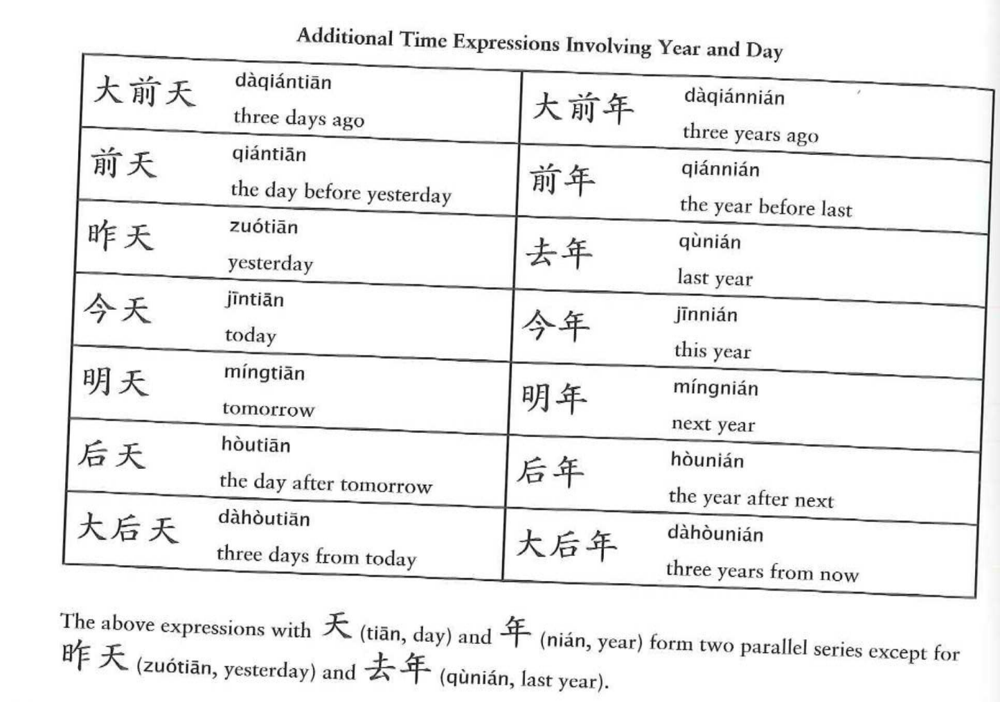 Additional Time Expressions Involving Year and Day
大前天 dàqiántiān
three days ago
大前年 dàqiánnián
three years ago
前天 qiántiān
the day before yesterday
前年 qiánnián
the year before last
昨天 zuótiān
yesterday
去年 qùnián
last year
今天 jīntiān
today
今年 jīnnián
this year
明天 míngtiān
tomorrow
明年 míngnián
next year
后天 hòutiān
the day after tomorrow
后年 hòunián
the year after next
大后天 dàhòutiān
three days from today
大后年 dàhòunián
three years from now
The above expressions with 天 (tiān, day) and 年 (nián, year) form two parallel series except for
昨天 (zuótiān, yesterday) and 去年 (qùnián, last year).